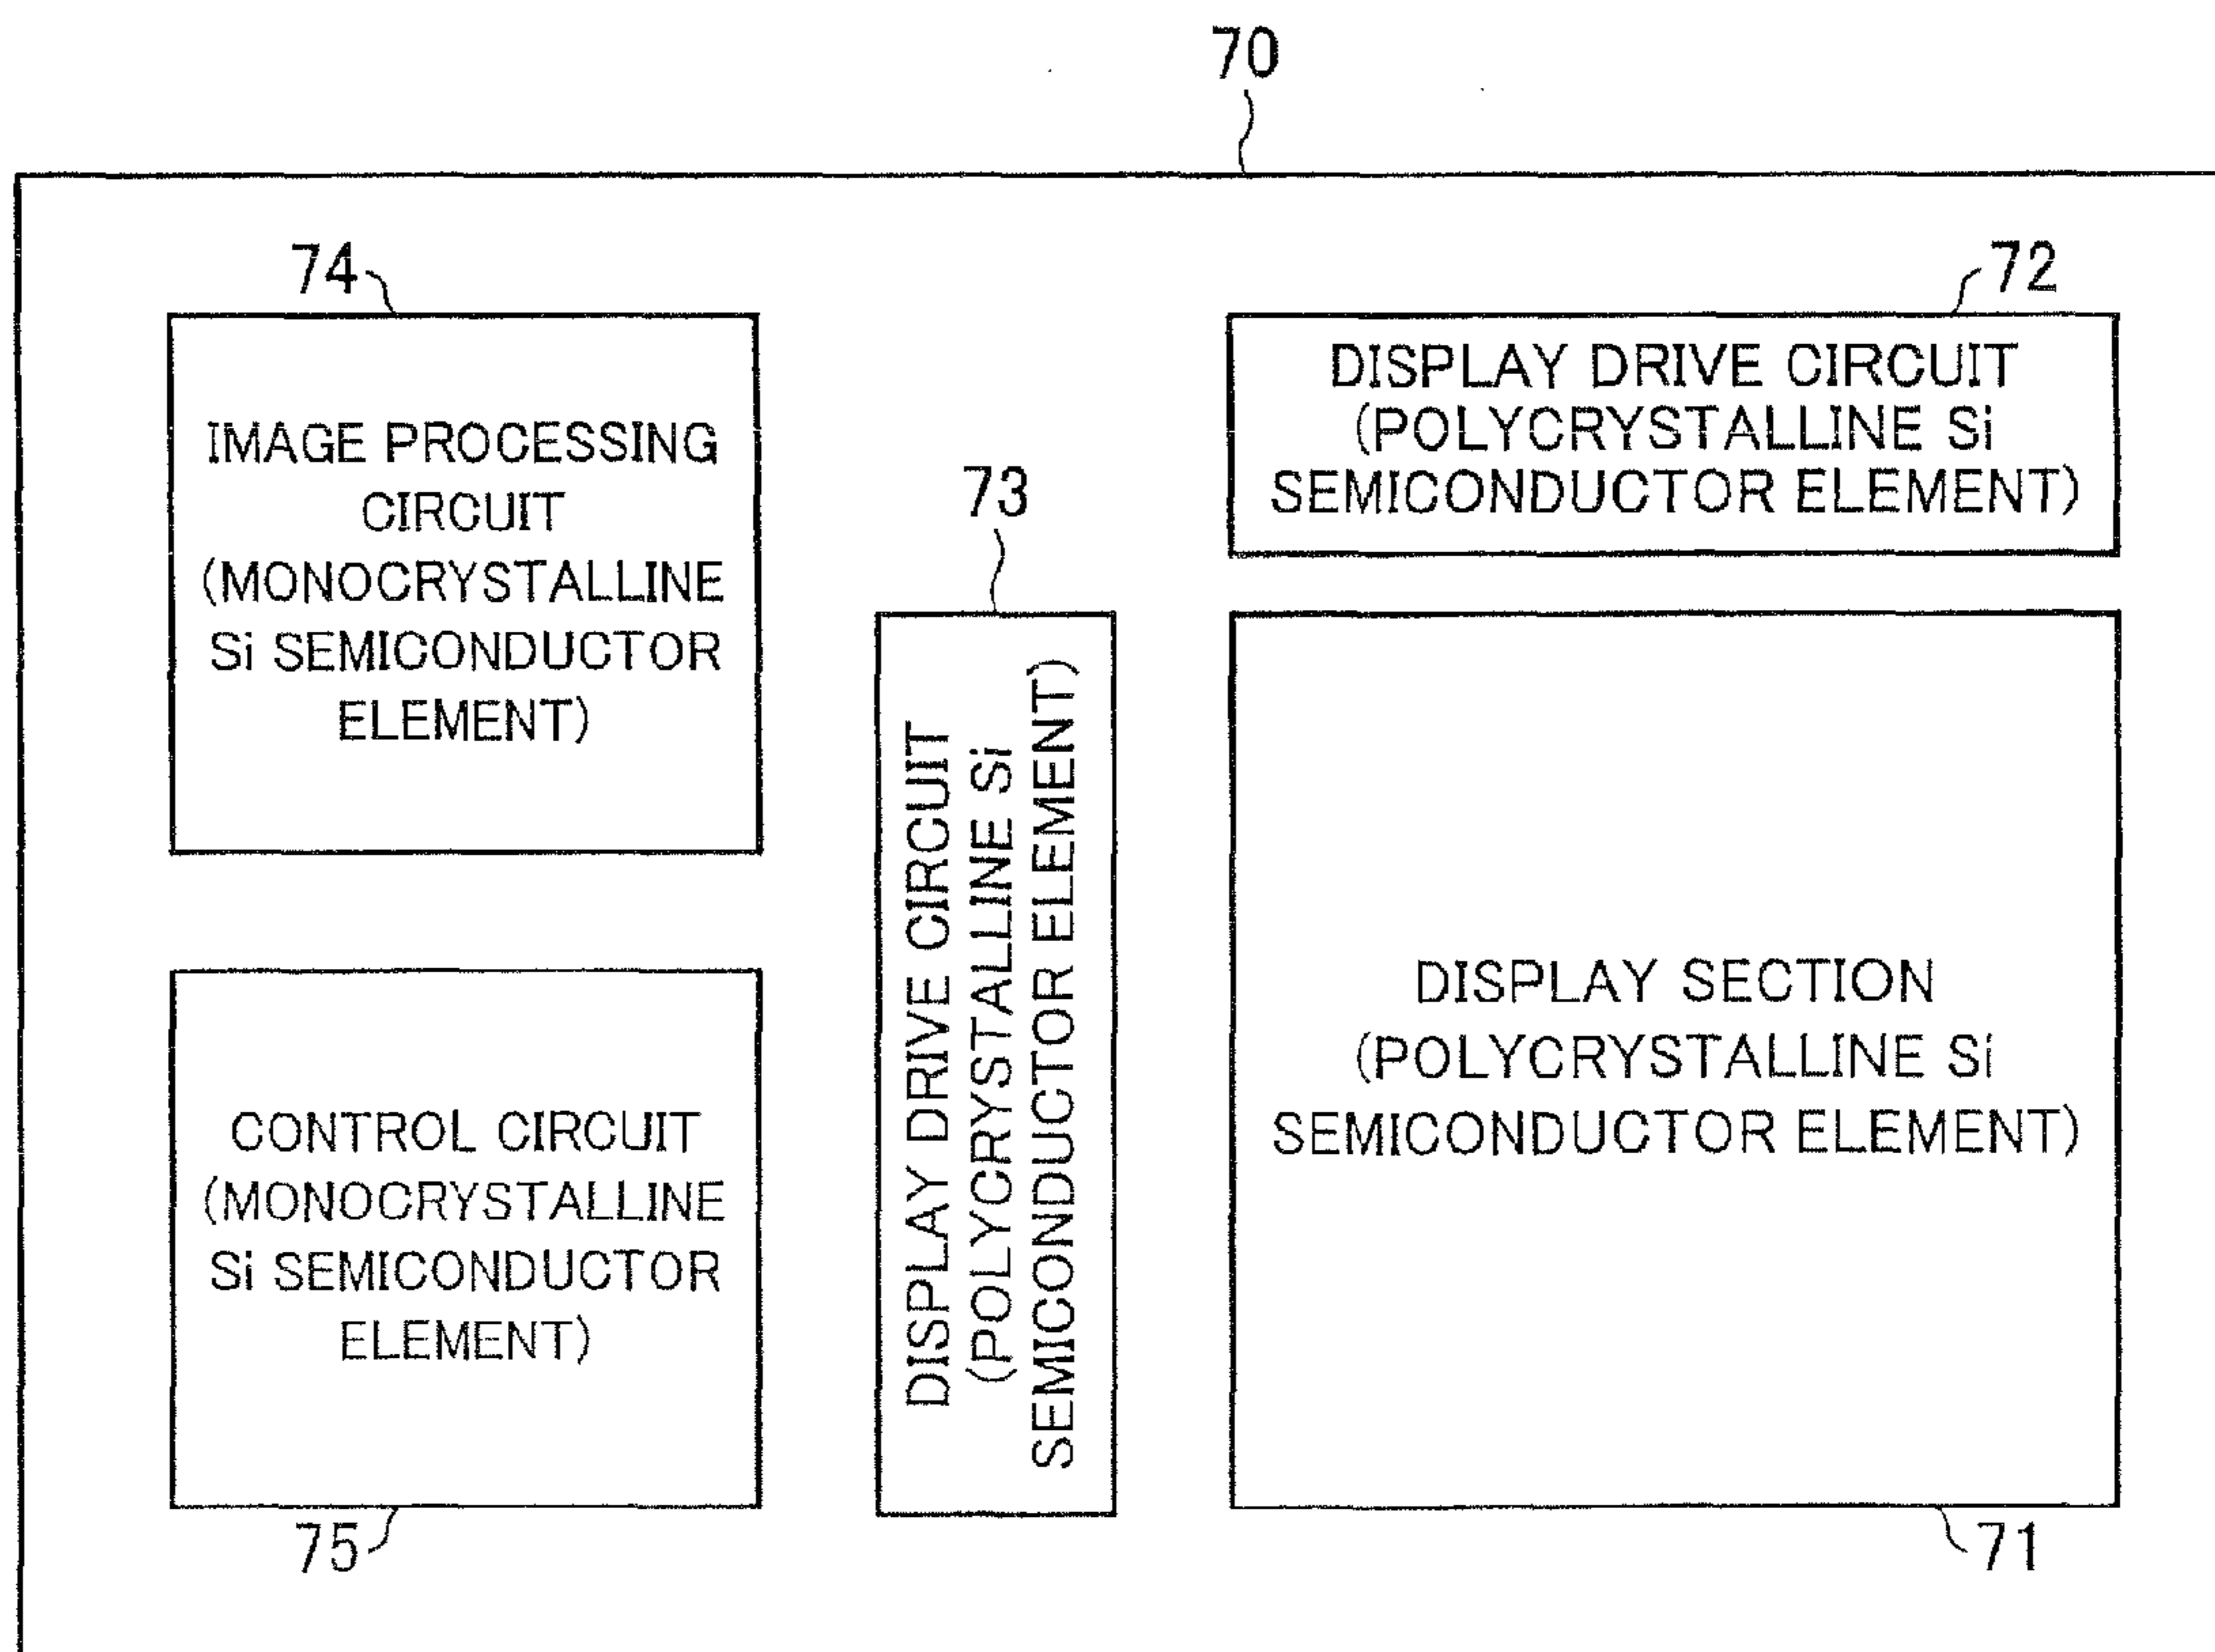 70
74
IMAGE PROCESSING
CIRCUIT
(MONOCRYSTALLINE
Si SEMICONDUCTOR
ELEMENT)
72
DISPLAY DRIVE CIRCUIT
(POLYCRYSTALLINE Si
SEMICONDUCTOR ELEMENT)
73
DISPLAY DRIVE CIRCUIT
(POLYCRYSTALLINE Si
SEMICONDUCTOR ELEMENT)
DISPLAY SECTION
(POLYCRYSTALLINE Si
SEMICONDUCTOR ELEMENT)
71
CONTROL CIRCUIT
(MONOCRYSTALLINE
Si SEMICONDUCTOR
ELEMENT)
75